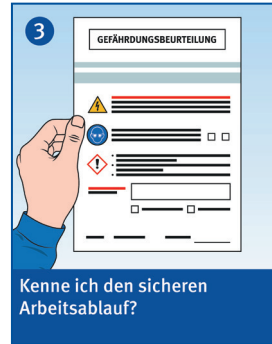 3
GEFÄHRDUNGSBEURTEILUNG
Kenne ich den sicheren
Arbeitsablauf?